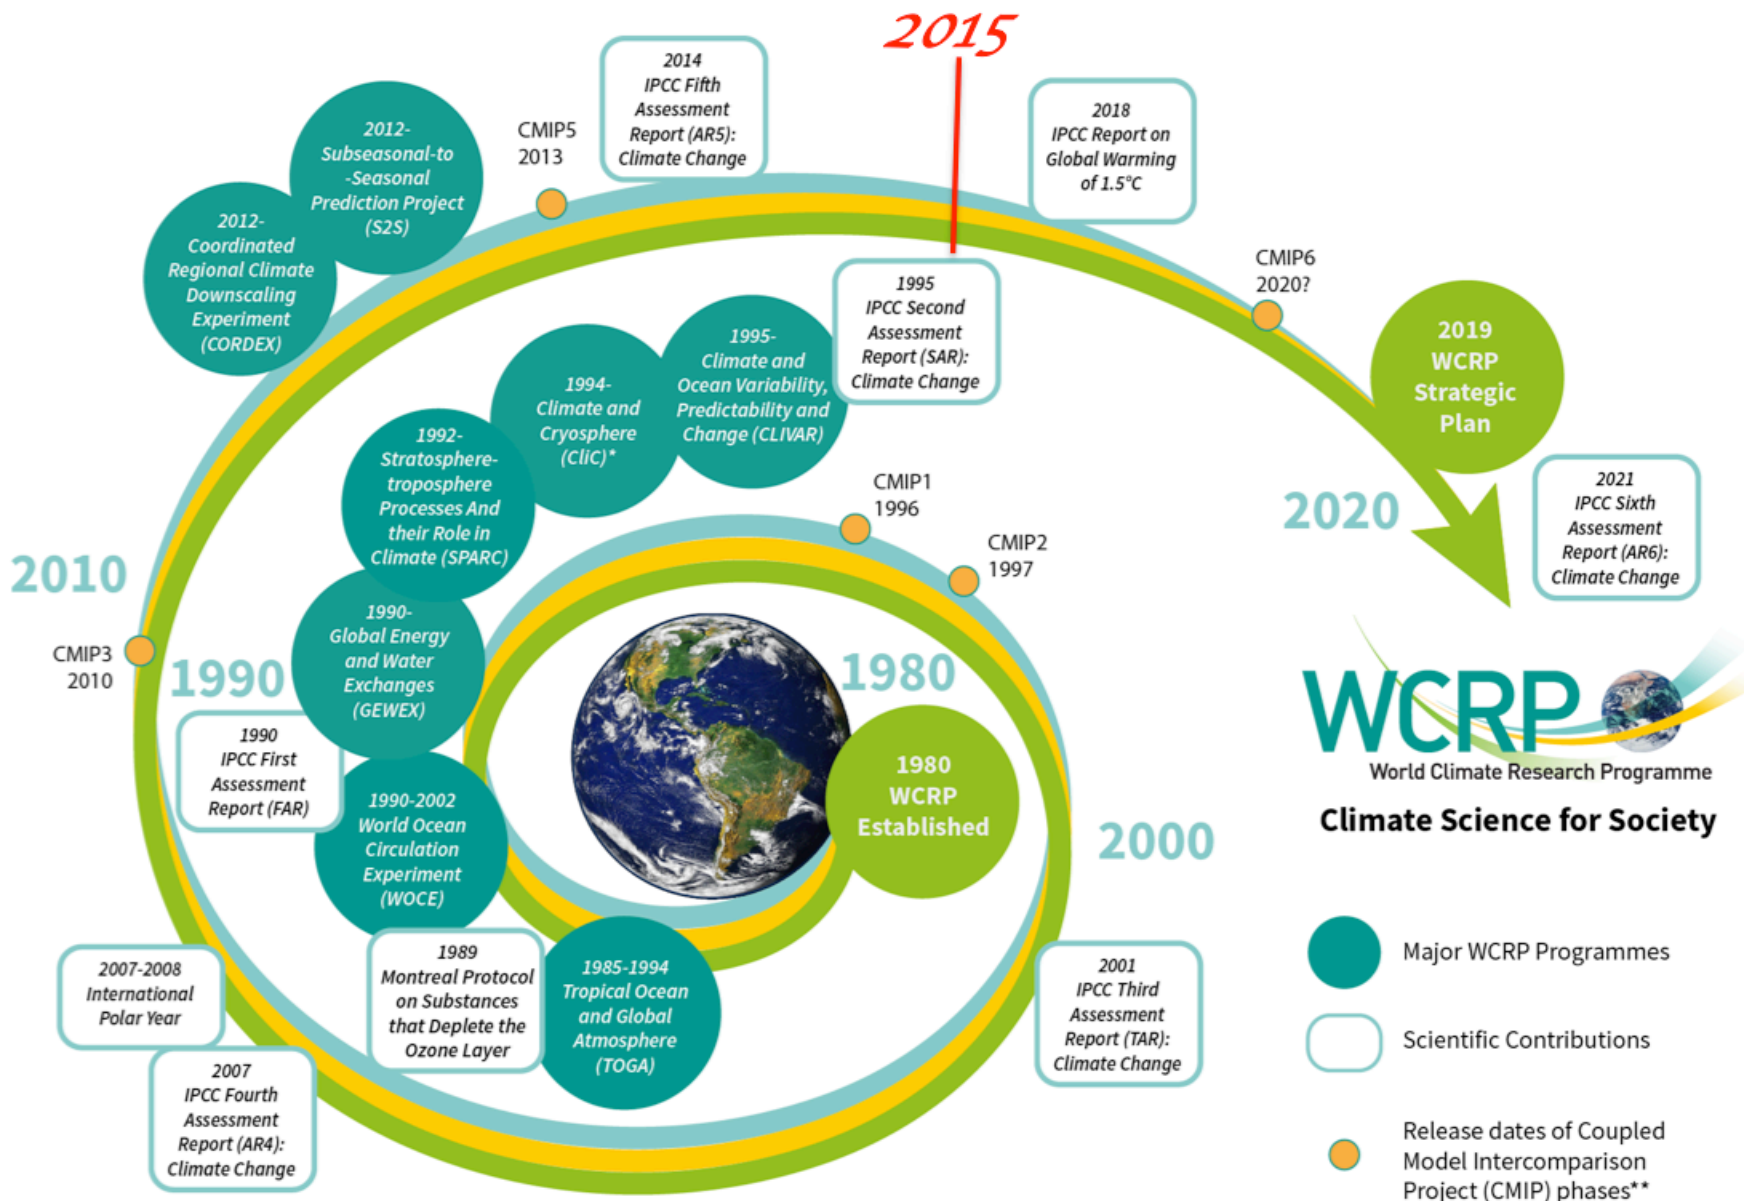 2015
2014
IPCC Fifth
Assessment
Report (AR5):
Climate Change
2018
IPCC Report on
Global Warming
of 1.5°C
2012-
Subseasonal-to
-Seasonal
Prediction Project
(S2S)
CMIP5
2013
2012-
Coordinated
Regional Climate
Downscaling
Experiment
(CORDEX)
CMIP6
2020?
1995
IPCC Second
Assessment
Report (SAR):
Climate Change
1995-
Climate and
Ocean Variability,
Predictability and
Change (CLIVAR)
1994-
Climate and
Cryosphere
(CliC)*
2019
WCRP
Strategic
Plan
1992-
Stratosphere-
troposphere
Processes And
their Role in
Climate (SPARC)
CMIP1
1996
CMIP2
1997
2020
2021
IPCC Sixth
Assessment
Report (AR6):
Climate Change
2010
CMIP3
2010
1990
1990-
Global Energy
and Water
Exchanges
(GEWEX)
1980
1990
IPCC First
Assessment
Report (FAR)
1980
WCRP
Established
WCRP
World Climate Research Programme
Climate Science for Society
1990-2002
World Ocean
Circulation
Experiment
(WOCE)
2000
1989
Montreal Protocol
on Substances
that Deplete the
Ozone Layer
1985-1994
Tropical Ocean
and Global
Atmosphere
(TOGA)
2001
IPCC Third
Assessment
Report (TAR):
Climate Change
2007-2008
International
Polar Year
2007
IPCC Fourth
Assessment
Report (AR4):
Climate Change
Major WCRP Programmes
Scientific Contributions
Release dates of Coupled
Model Intercomparison
Project (CMIP) phases**